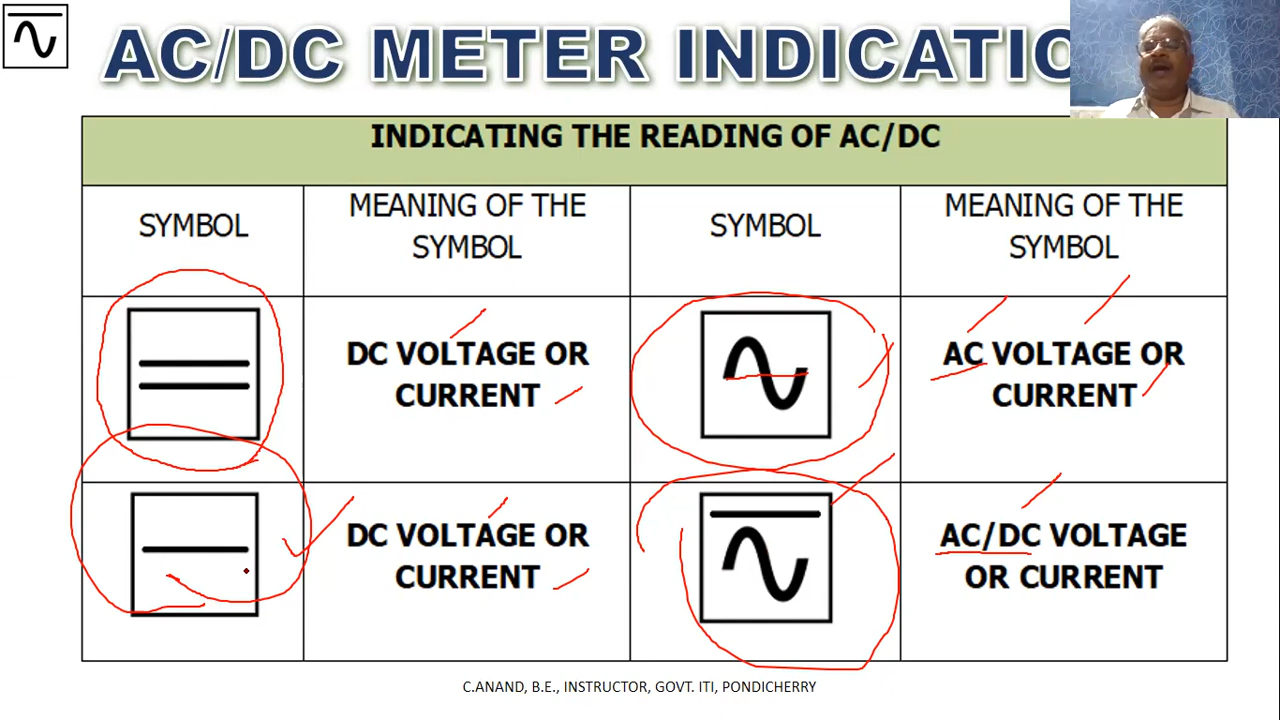 AC/DC METER INDICATIO
INDICATING THE READING OF AC/DC
SYMBOL
MEANING OF THE
SYMBOL
SYMBOL
MEANING OF THE
SYMBOL
DC VOLTAGE OR
CURRENT
AC VOLTAGE OR
CURRENT
DC VOLTAGE OR
CURRENT
AC/DC VOLTAGE
OR CURRENT
C.ANAND, B.E., INSTRUCTOR, GOVT. ITI, PONDICHERRY